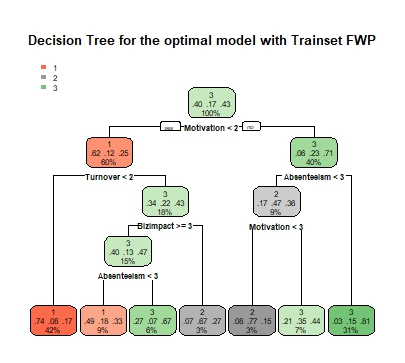 Decision Tree for the optimal model with Trainset FWP
1
2
3
3
.40 .17 .43
100%
yes Motivation < 2 no
1
.62 .12 .25
60%
3
.06 .23 .71
40%
Turnover < 2
Absenteeism < 3
3
.34 .22 .43
18%
2
.17 .47 .36
9%
Bizimpact >= 3
Motivation < 3
3
.40 .13 .47
15%
Absenteeism < 3
1
.74 .08 .17
42%
1
.49 .18 .33
9%
3
.27 .07 .67
6%
2
.07 .67 .27
3%
2
.08 .77 .15
3%
3
.21 .35 .44
7%
3
.03 .15 .81
31%